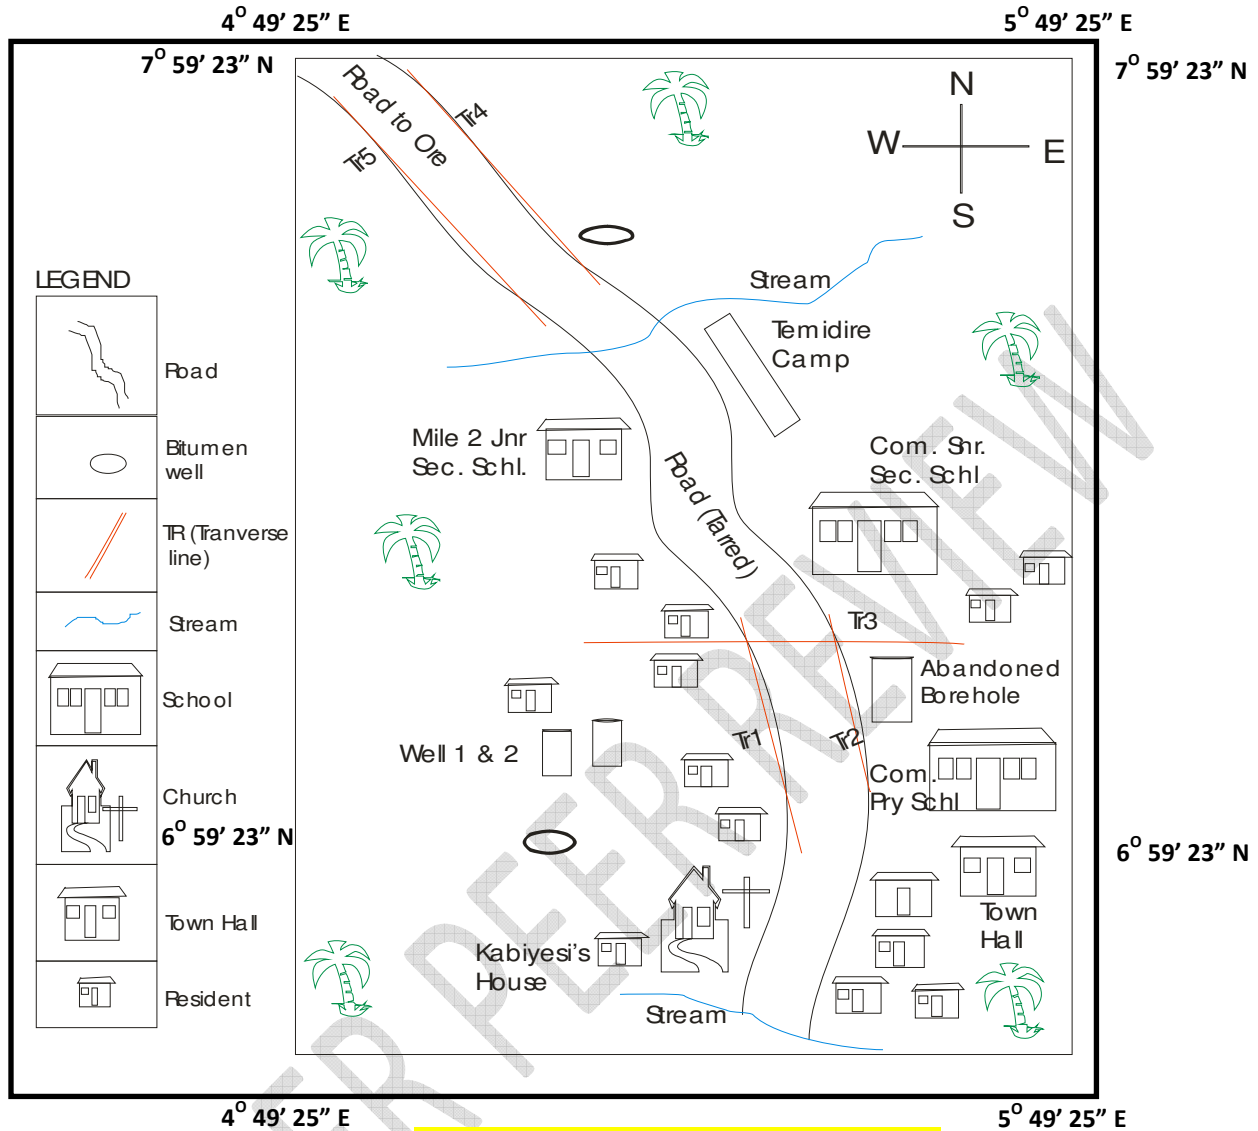 4° 49' 25” E
5° 49' 25” E
7° 59' 23” N
7° 59' 23” N
Road to Ore
Tr4
Tr5
N
W
E
S
LEGEND
Road
Bitumen
well
TR (Tranverse
line)
Stream
School
Church
Town Hall
Resident
Stream
Temidire
Camp
Mile 2 Jnr
Sec. Schl.
Com. Snr.
Sec. Schl
Road (Tarred)
Tr3
Abandoned
Borehole
Well 1 & 2
Tr1
Tr2
Com.
Pry Schl
6° 59' 23” N
6° 59' 23” N
Town
Hall
Kabiyesi's
House
Stream
4° 49' 25” E
5° 49' 25” E
ER PEER REVIEW